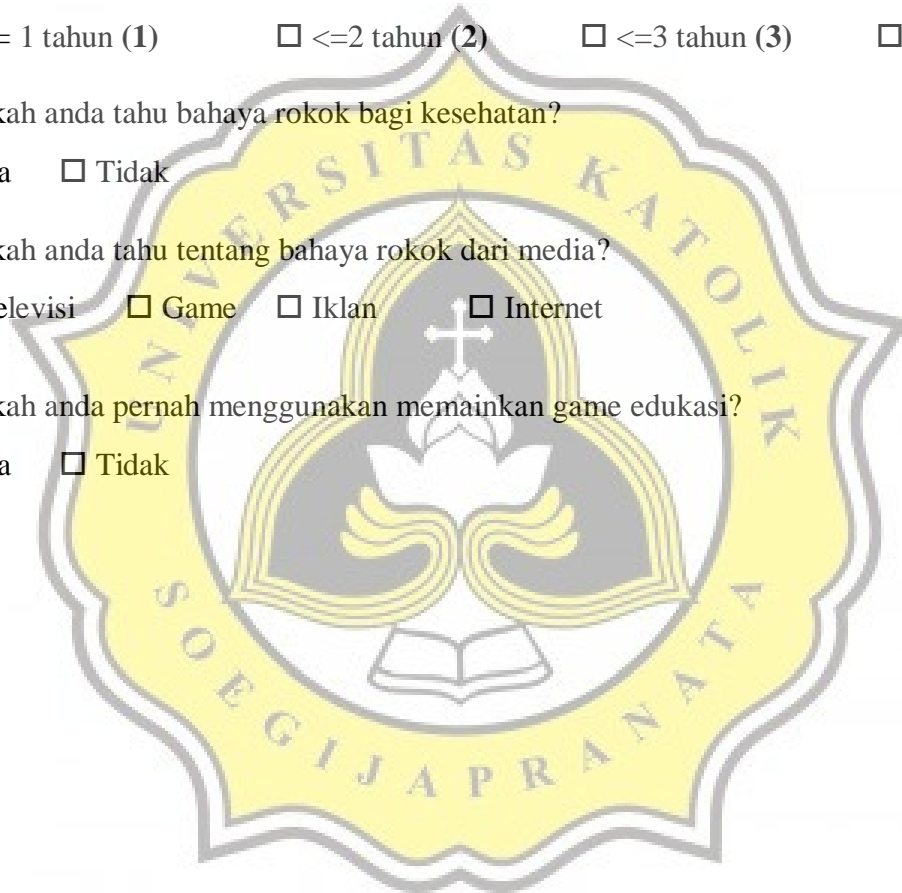 = 1 tahun (1) ☐ <=2 tahun (2) ☐ <=3 tahun (3) ☐
kah anda tahu bahaya rokok bagi kesehatan?
a ☐ Tidak
kah anda tahu tentang bahaya rokok dari media?
elevisi ☐ Game ☐ Iklan ☐ Internet
kah anda pernah menggunakan memainkan game edukasi?
a ☐ Tidak
UNIVERSITAS KATOLIK
SOEGIJAPRANATA